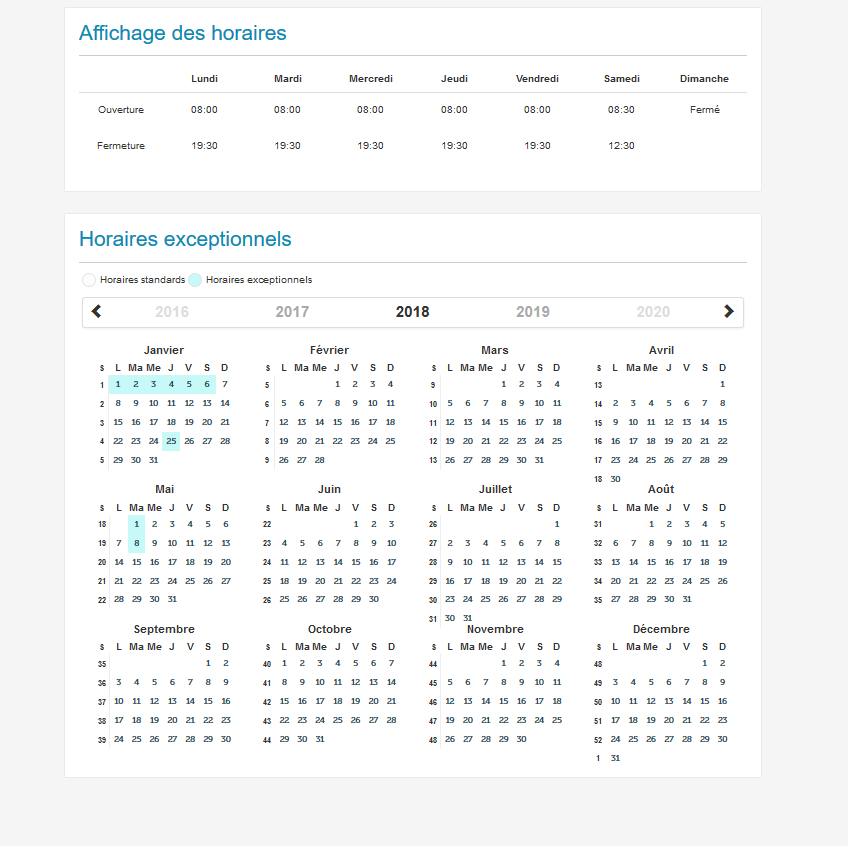 Affichage des horaires
Lundi Mardi Mercredi Jeudi Vendredi Samedi Dimanche
Ouverture 08:00 08:00 08:00 08:00 08:00 08:30 Fermé
Fermeture 19:30 19:30 19:30 19:30 19:30 12:30
Horaires exceptionnels
Horaires standards Horaires exceptionnels
2016 2017 2018 2019 2020
Janvier Février Mars Avril
S L Ma Me J V S D S L Ma Me J V S D S L Ma Me J V S D S L Ma Me J V S D
1 1 2 3 4 5 6 7 5 1 2 3 4 9 1 2 3 4 13 1
2 8 9 10 11 12 13 14 6 5 6 7 8 9 10 11 10 5 6 7 8 9 10 11 14 2 3 4 5 6 7 8
3 15 16 17 18 19 20 21 7 12 13 14 15 16 17 18 11 12 13 14 15 16 17 18 15 9 10 11 12 13 14 15
4 22 23 24 25 26 27 28 8 19 20 21 22 23 24 25 12 19 20 21 22 23 24 25 16 16 17 18 19 20 21 22
5 29 30 31 9 26 27 28 13 26 27 28 29 30 31 17 23 24 25 26 27 28 29
18 30
Mai Juin Juillet Août
S L Ma Me J V S D S L Ma Me J V S D S L Ma Me J V S D S L Ma Me J V S D
18 1 2 3 4 5 6 22 1 2 3 26 1 31 1 2 3 4 5
19 7 8 9 10 11 12 13 23 4 5 6 7 8 9 10 27 2 3 4 5 6 7 8 32 6 7 8 9 10 11 12
20 14 15 16 17 18 19 20 24 11 12 13 14 15 16 17 28 9 10 11 12 13 14 15 33 13 14 15 16 17 18 19
21 21 22 23 24 25 26 27 25 18 19 20 21 22 23 24 29 16 17 18 19 20 21 22 34 20 21 22 23 24 25 26
22 28 29 30 31 26 25 26 27 28 29 30 30 23 24 25 26 27 28 29 35 27 28 29 30 31
31 30 31
Septembre Octobre Novembre Décembre
S L Ma Me J V S D S L Ma Me J V S D S L Ma Me J V S D S L Ma Me J V S D
35 1 2 40 1 2 3 4 5 6 7 44 1 2 3 4 48 1 2
36 3 4 5 6 7 8 9 41 8 9 10 11 12 13 14 45 5 6 7 8 9 10 11 49 3 4 5 6 7 8 9
37 10 11 12 13 14 15 16 42 15 16 17 18 19 20 21 46 12 13 14 15 16 17 18 50 10 11 12 13 14 15 16
38 17 18 19 20 21 22 23 43 22 23 24 25 26 27 28 47 19 20 21 22 23 24 25 51 17 18 19 20 21 22 23
39 24 25 26 27 28 29 30 44 29 30 31 48 26 27 28 29 30 52 24 25 26 27 28 29 30
1 31